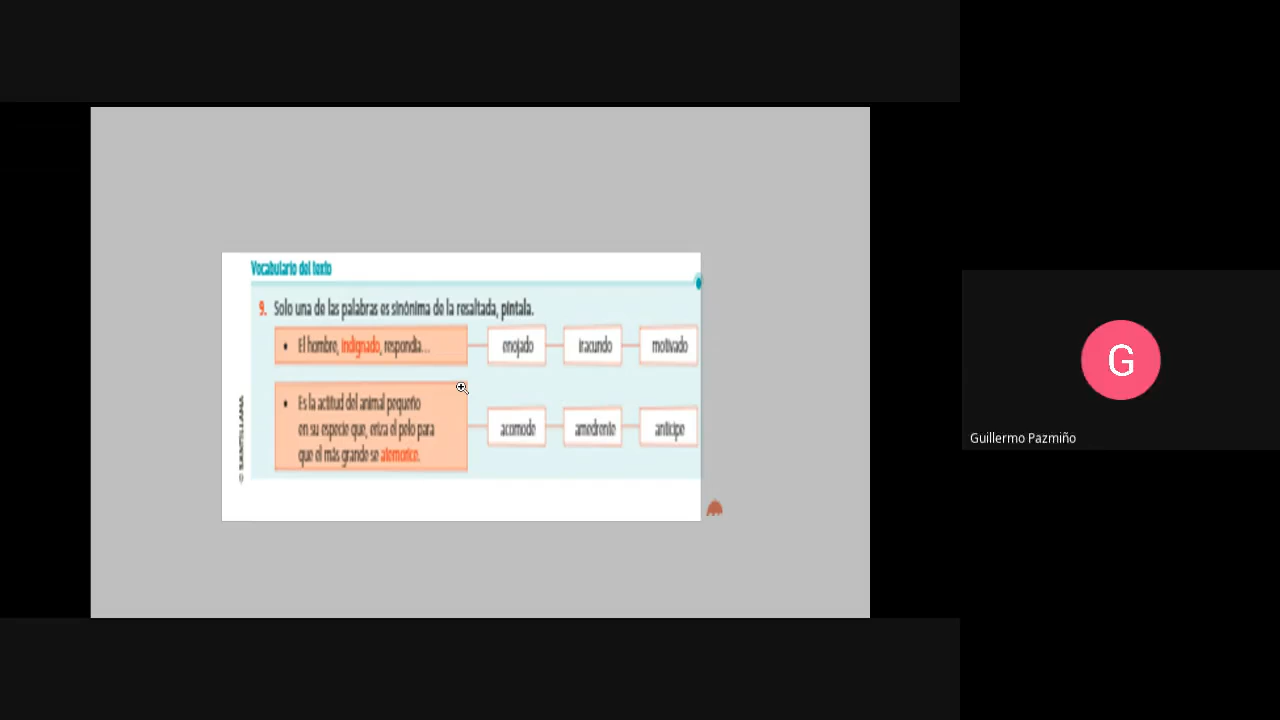 Vocabulario del texto
9. Solo una de las palabras es sinónima de la resaltada, píntala.
• El hombre, indignado, respondía... enojado iracundo motivado
• Es la actitud del animal pequeño
en su especie que, eriza el pelo para
que el más grande se atemorice.
acomode amedrente anticipe
© SANTILLANA
G
Guillermo Pazmiño